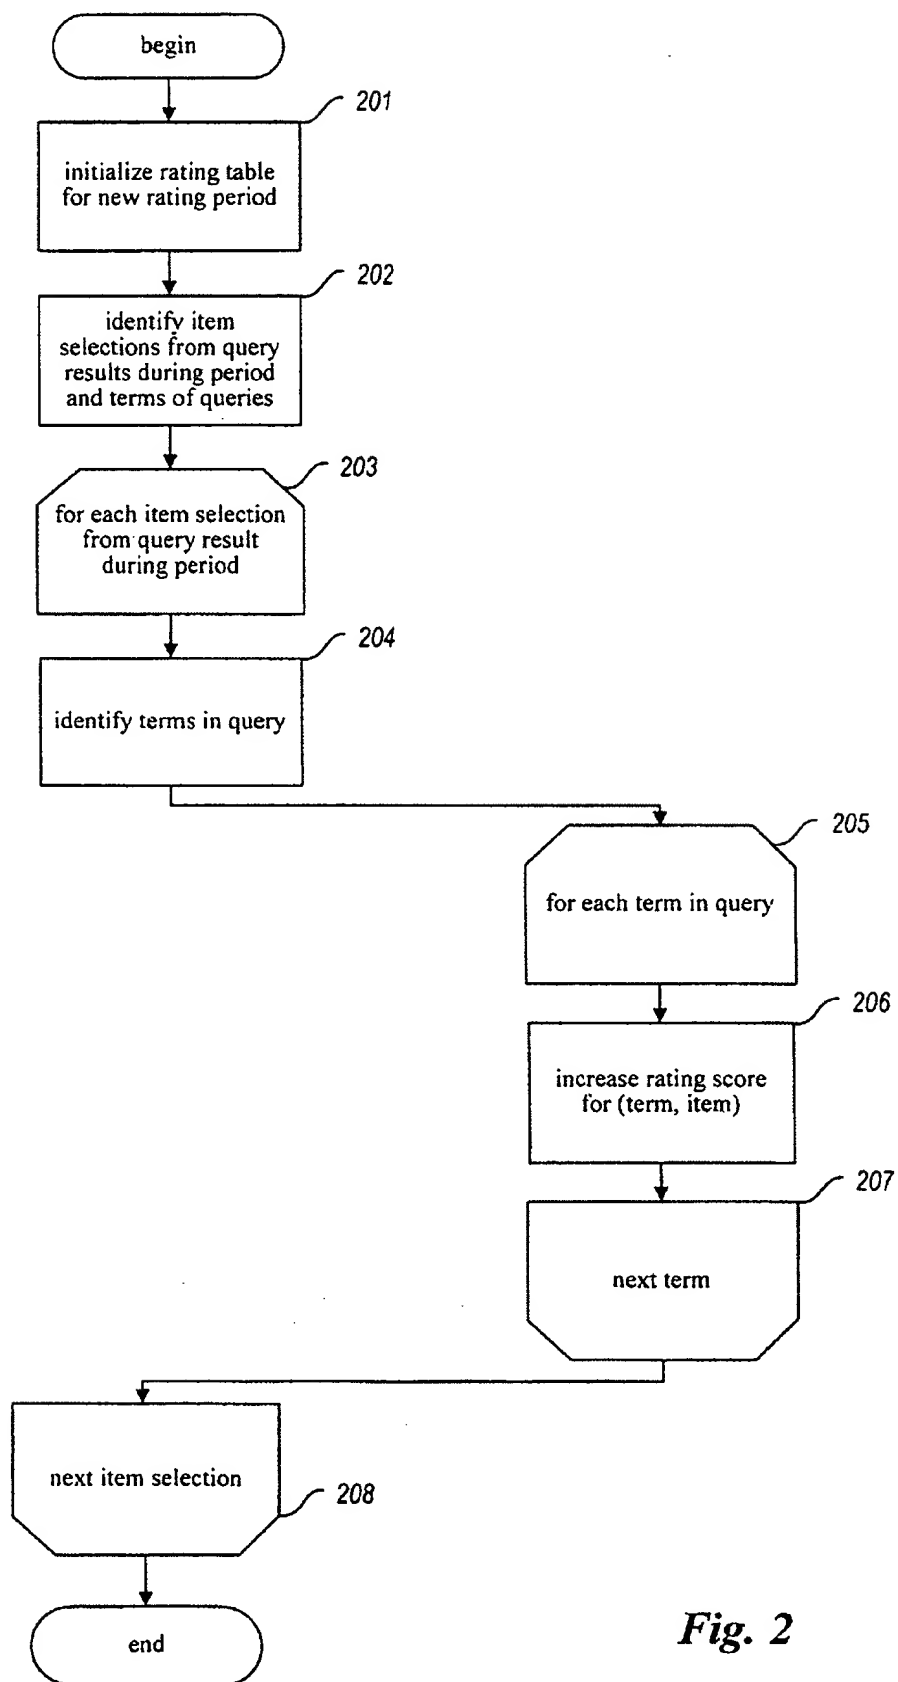 begin
201
initialize rating table
for new rating period
202
identify item
selections from query
results during period
and terms of queries
203
for each item selection
from query result
during period
204
identify terms in query
205
for each term in query
206
increase rating score
for (term, item)
207
next term
next item selection
208
end
Fig. 2